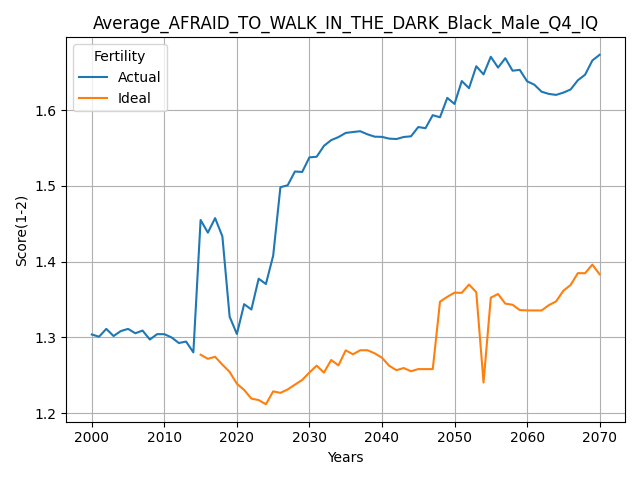 Average_AFRAID_TO_WALK_IN_THE_DARK_Black_Male_Q4_IQ
Fertility
Actual
Ideal
Score(1-2)
1.6
1.5
1.4
1.3
1.2
2000 2010 2020 2030 2040 2050 2060 2070
Years